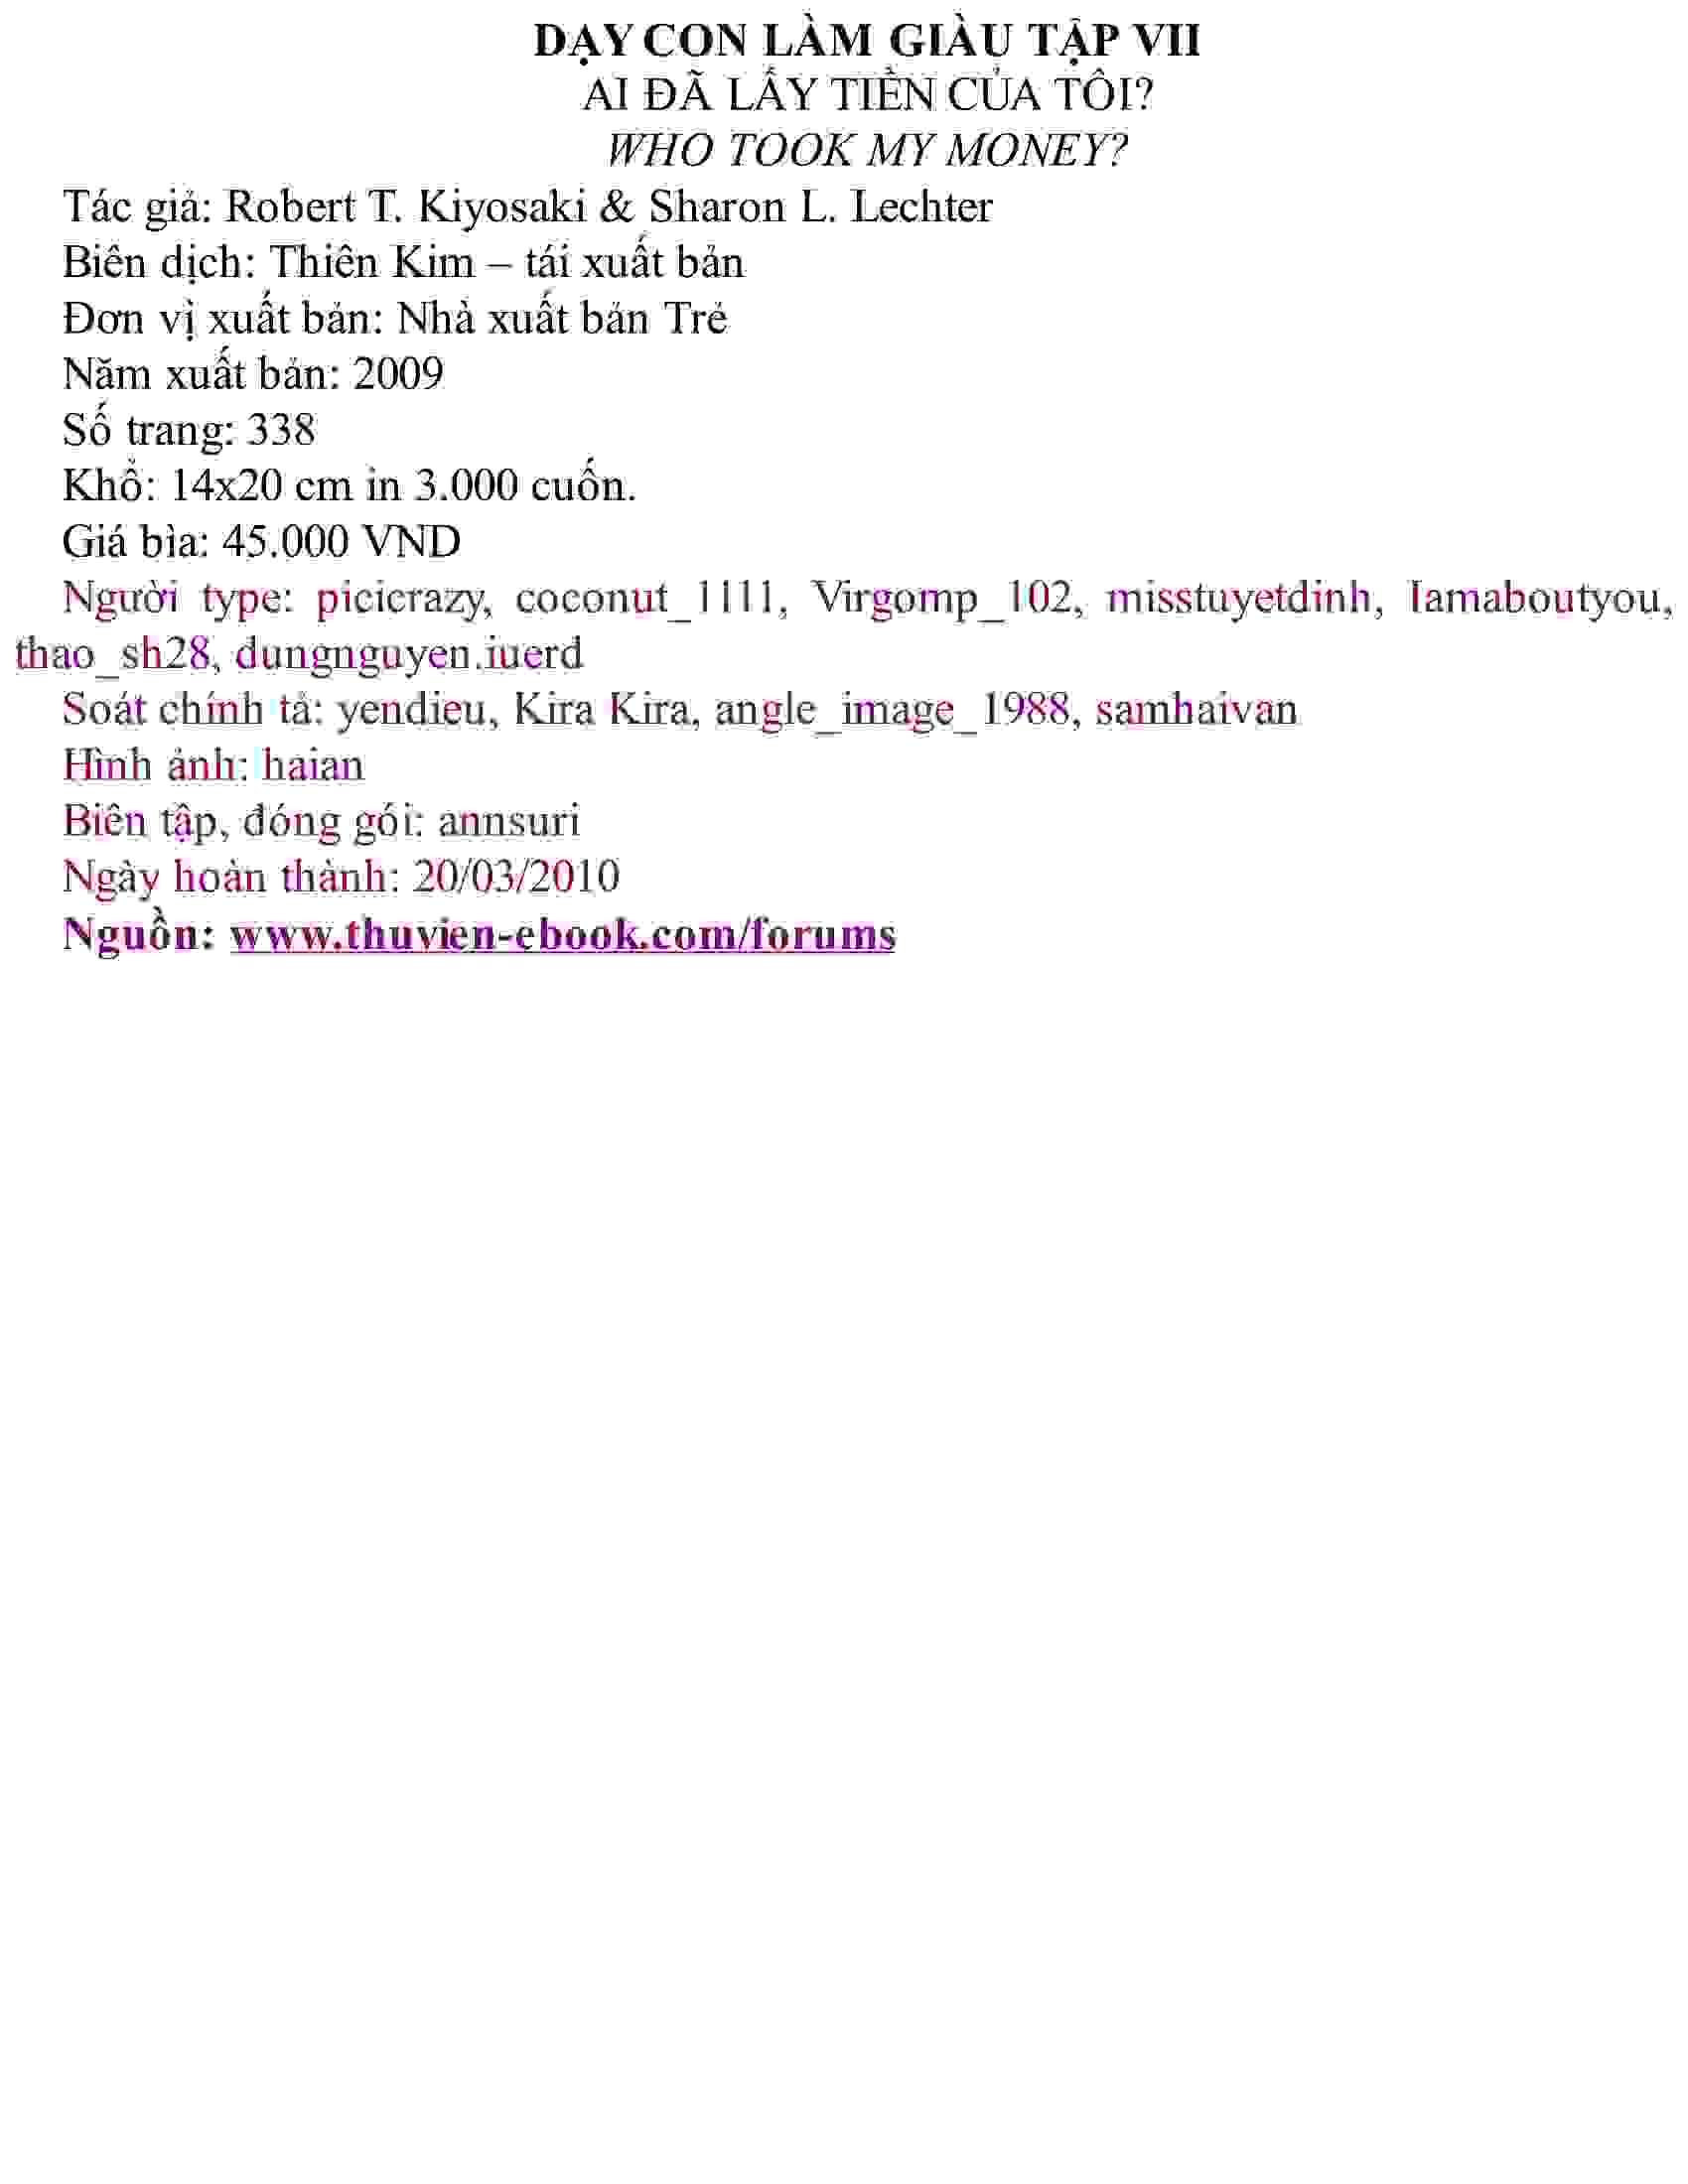 DẠY CON LÀM GIÀU TẬP VII
AI ĐÃ LẤY TIỀN CỦA TÔI?
WHO TOOK MY MONEY?
Tác giả: Robert T. Kiyosaki & Sharon L. Lechter
Biên dịch: Thiên Kim – tái xuất bản
Đơn vị xuất bản: Nhà xuất bản Trẻ
Năm xuất bản: 2009
Số trang: 338
Khổ: 14x20 cm in 3.000 cuốn.
Giá bìa: 45.000 VND
Người type: picicrazy, coconut_1111, Virgomp_102, misstuyetdinh, Iamaboutyou,
thao_sh28, dungnguyen.iuerd
Soát chính tả: yendieu, Kira Kira, angle_image_1988, samhaivan
Hình ảnh: haian
Biên tập, đóng gói: annsuri
Ngày hoàn thành: 20/03/2010
Nguồn: www.thuvien-ebook.com/forums